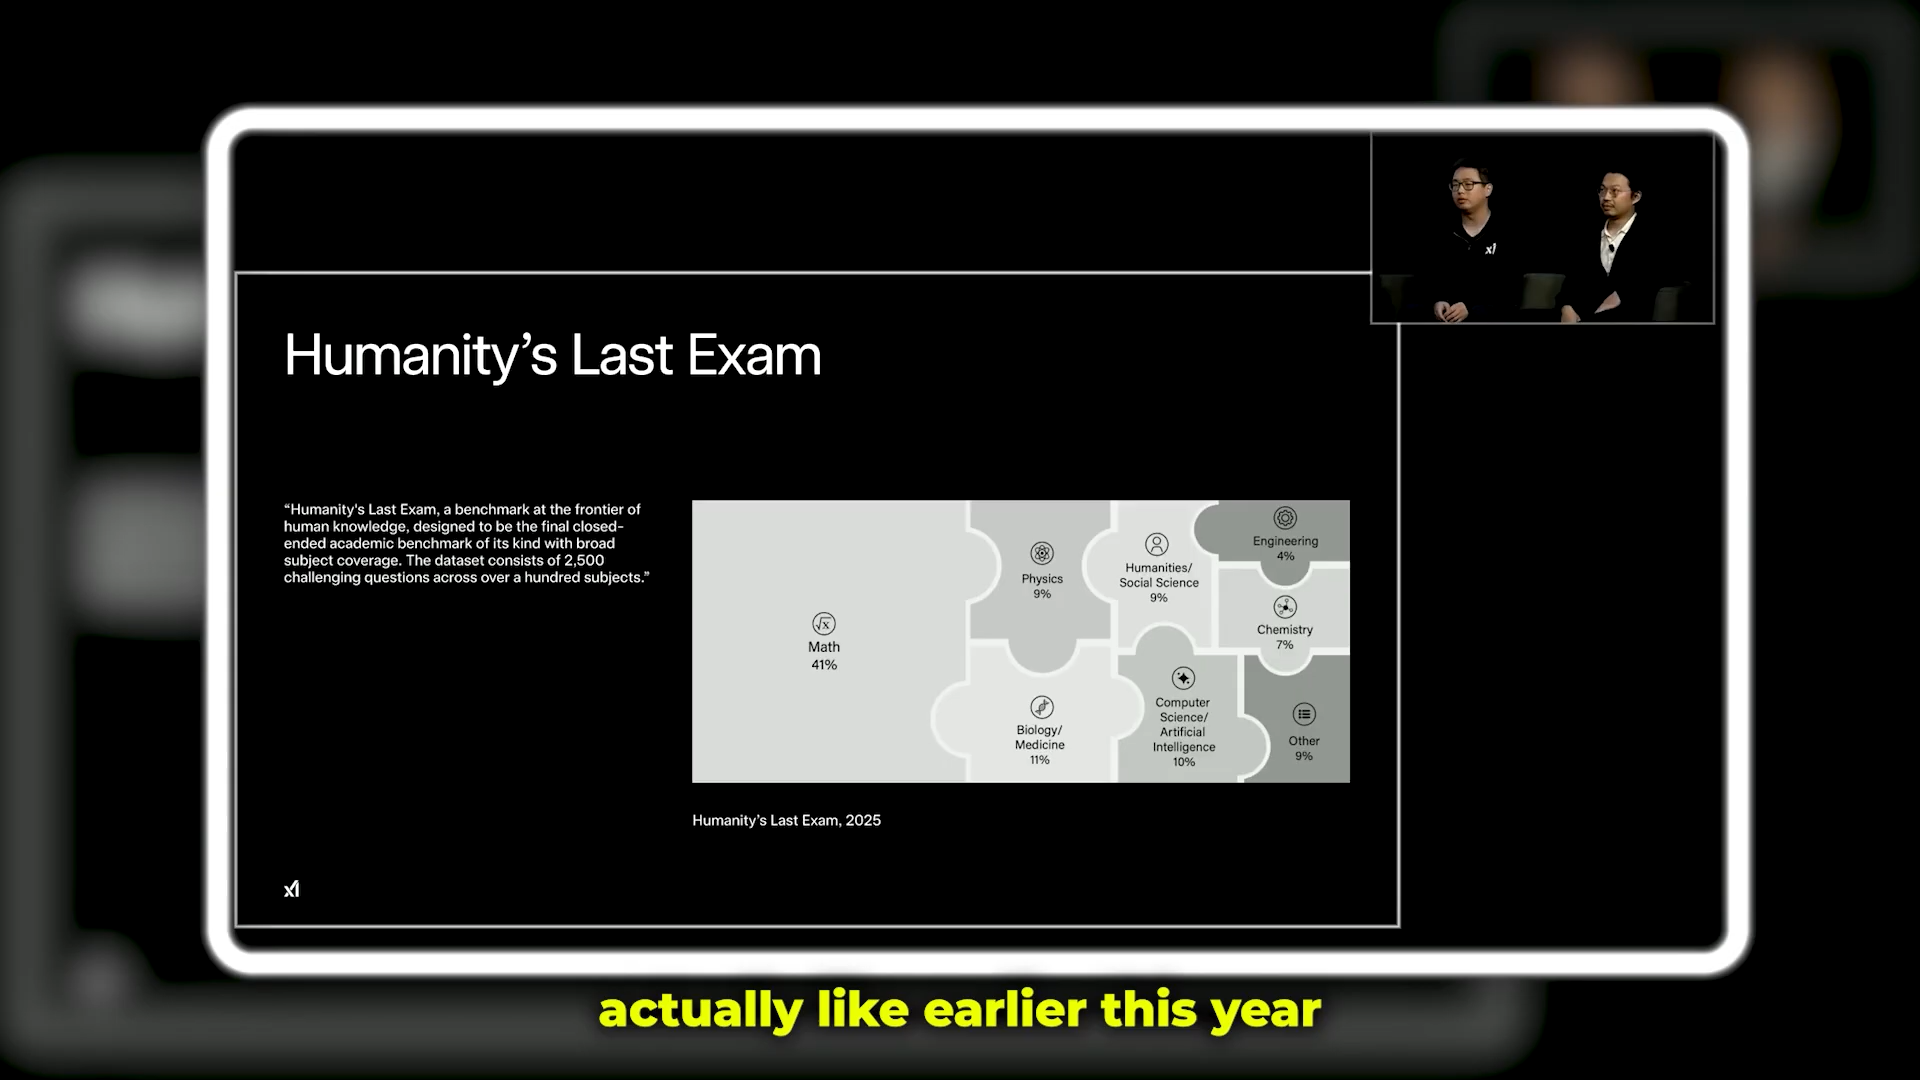 xI
Humanity’s Last Exam
“Humanity's Last Exam, a benchmark at the frontier of
human knowledge, designed to be the final closed-
ended academic benchmark of its kind with broad
subject coverage. The dataset consists of 2,500
challenging questions across over a hundred subjects.”
Math
41%
Physics
9%
Humanities/
Social Science
9%
Engineering
4%
Chemistry
7%
Biology/
Medicine
11%
Computer
Science/
Artificial
Intelligence
10%
Other
9%
Humanity’s Last Exam, 2025
xI
actually like earlier this year